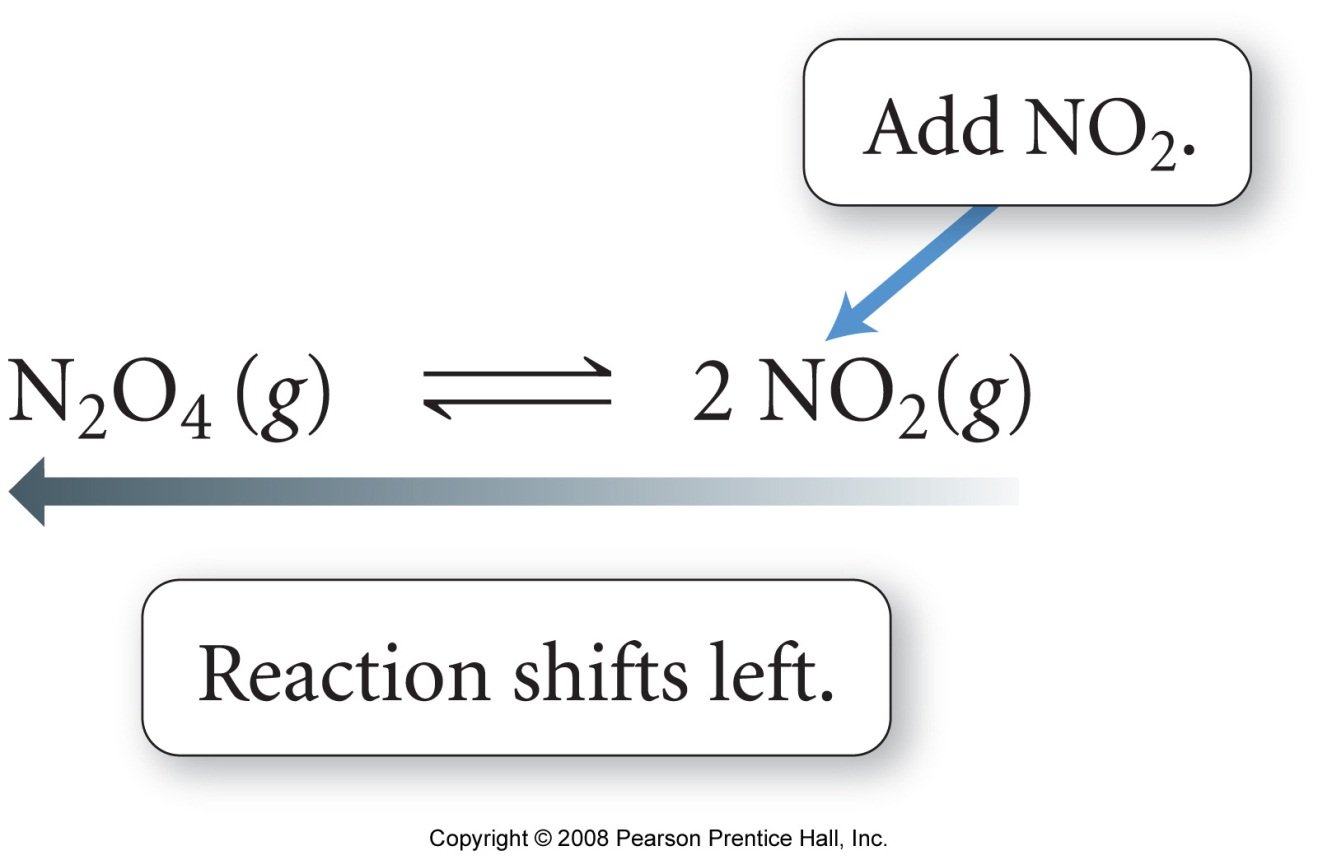 Add NO₂.
N₂O₄ (g) ⇌ 2 NO₂(g)
Reaction shifts left.
Copyright © 2008 Pearson Prentice Hall, Inc.